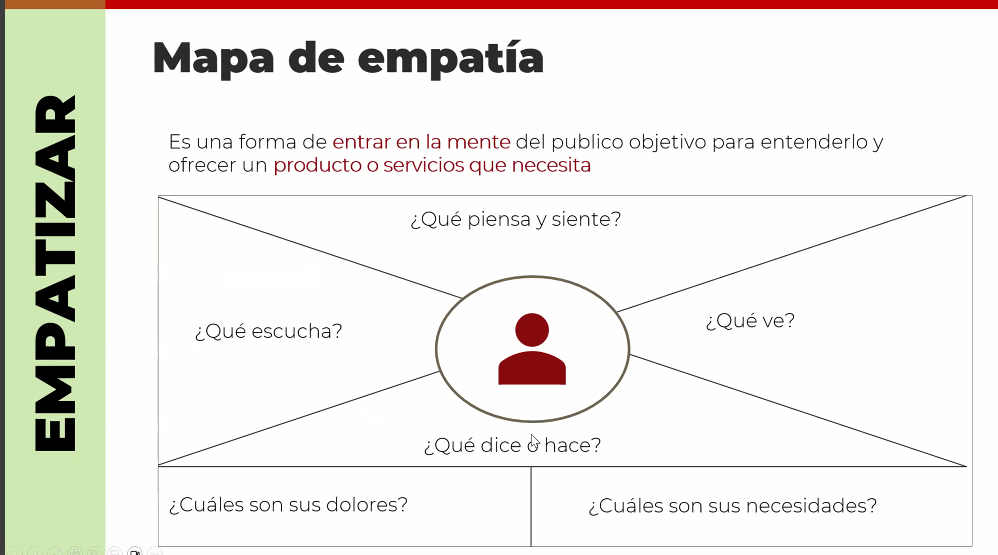 EMPATIZAR
Mapa de empatía
Es una forma de entrar en la mente del publico objetivo para entenderlo y
ofrecer un producto o servicios que necesita
¿Qué piensa y siente?
¿Qué escucha?
¿Qué ve?
¿Qué dice o hace?
¿Cuáles son sus dolores?
¿Cuáles son sus necesidades?